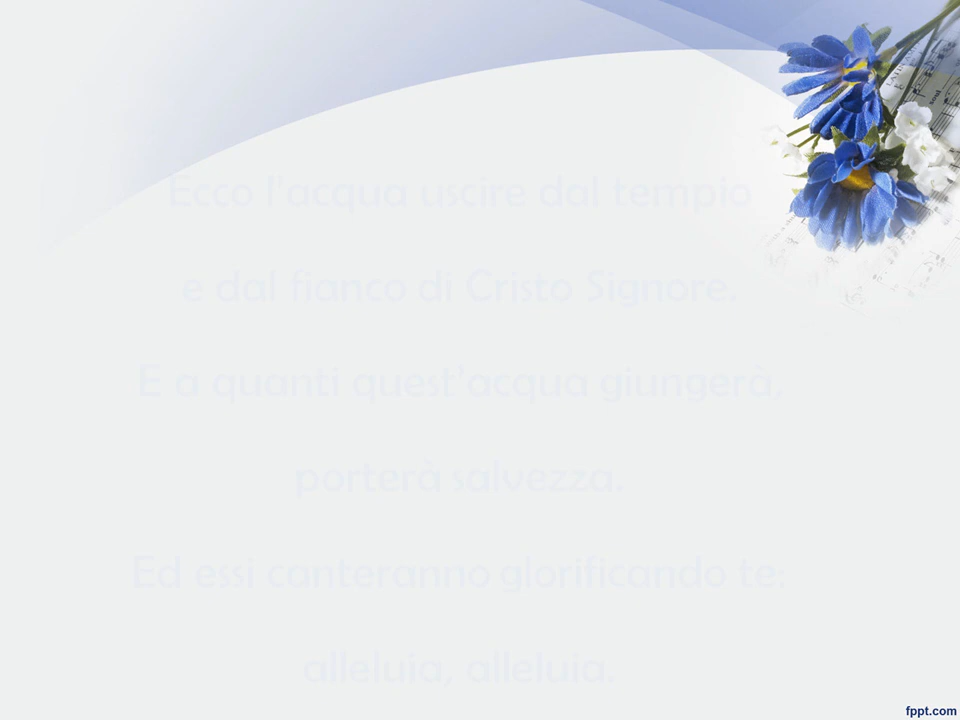 Ecco l'acqua uscire dal tempio
e dal fianco di Cristo Signore.
E a quanti quest'acqua giungerà,
porterà salvezza.
Ed essi canteranno glorificando te:
alleluia, alleluia.
soul
fppt.com